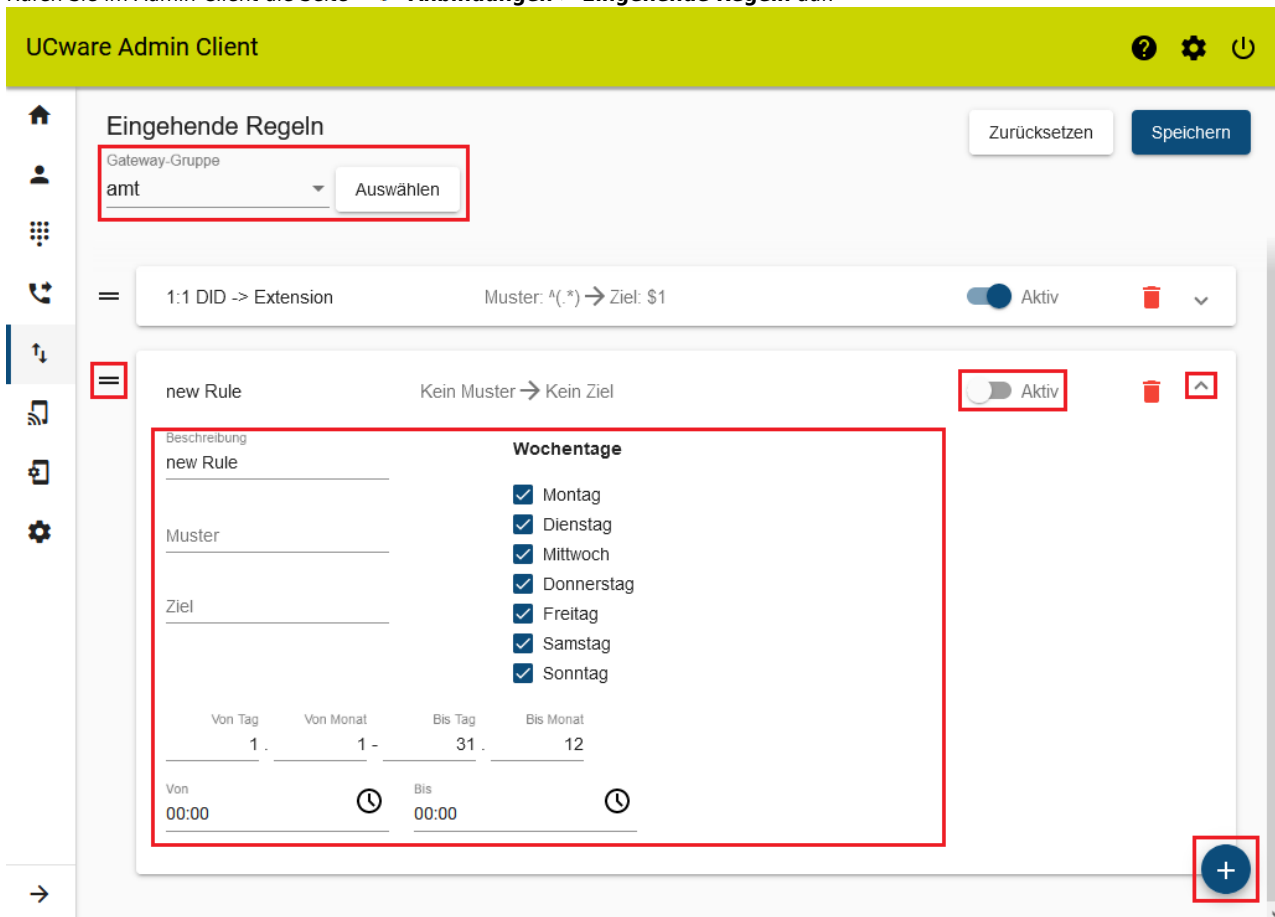 Anbindungen > Eingehende Regeln
UCware Admin Client
Eingehende Regeln
Zurücksetzen
Speichern
Gateway-Gruppe
amt
Auswählen
1:1 DID -> Extension
Muster: ^(.*) → Ziel: $1
Aktiv
new Rule
Kein Muster → Kein Ziel
Aktiv
Beschreibung
new Rule
Wochentage
Montag
Muster
Dienstag
Mittwoch
Donnerstag
Ziel
Freitag
Samstag
Sonntag
Von Tag Von Monat Bis Tag Bis Monat
1 . 1 - 31 . 12
Von Bis
00:00 00:00